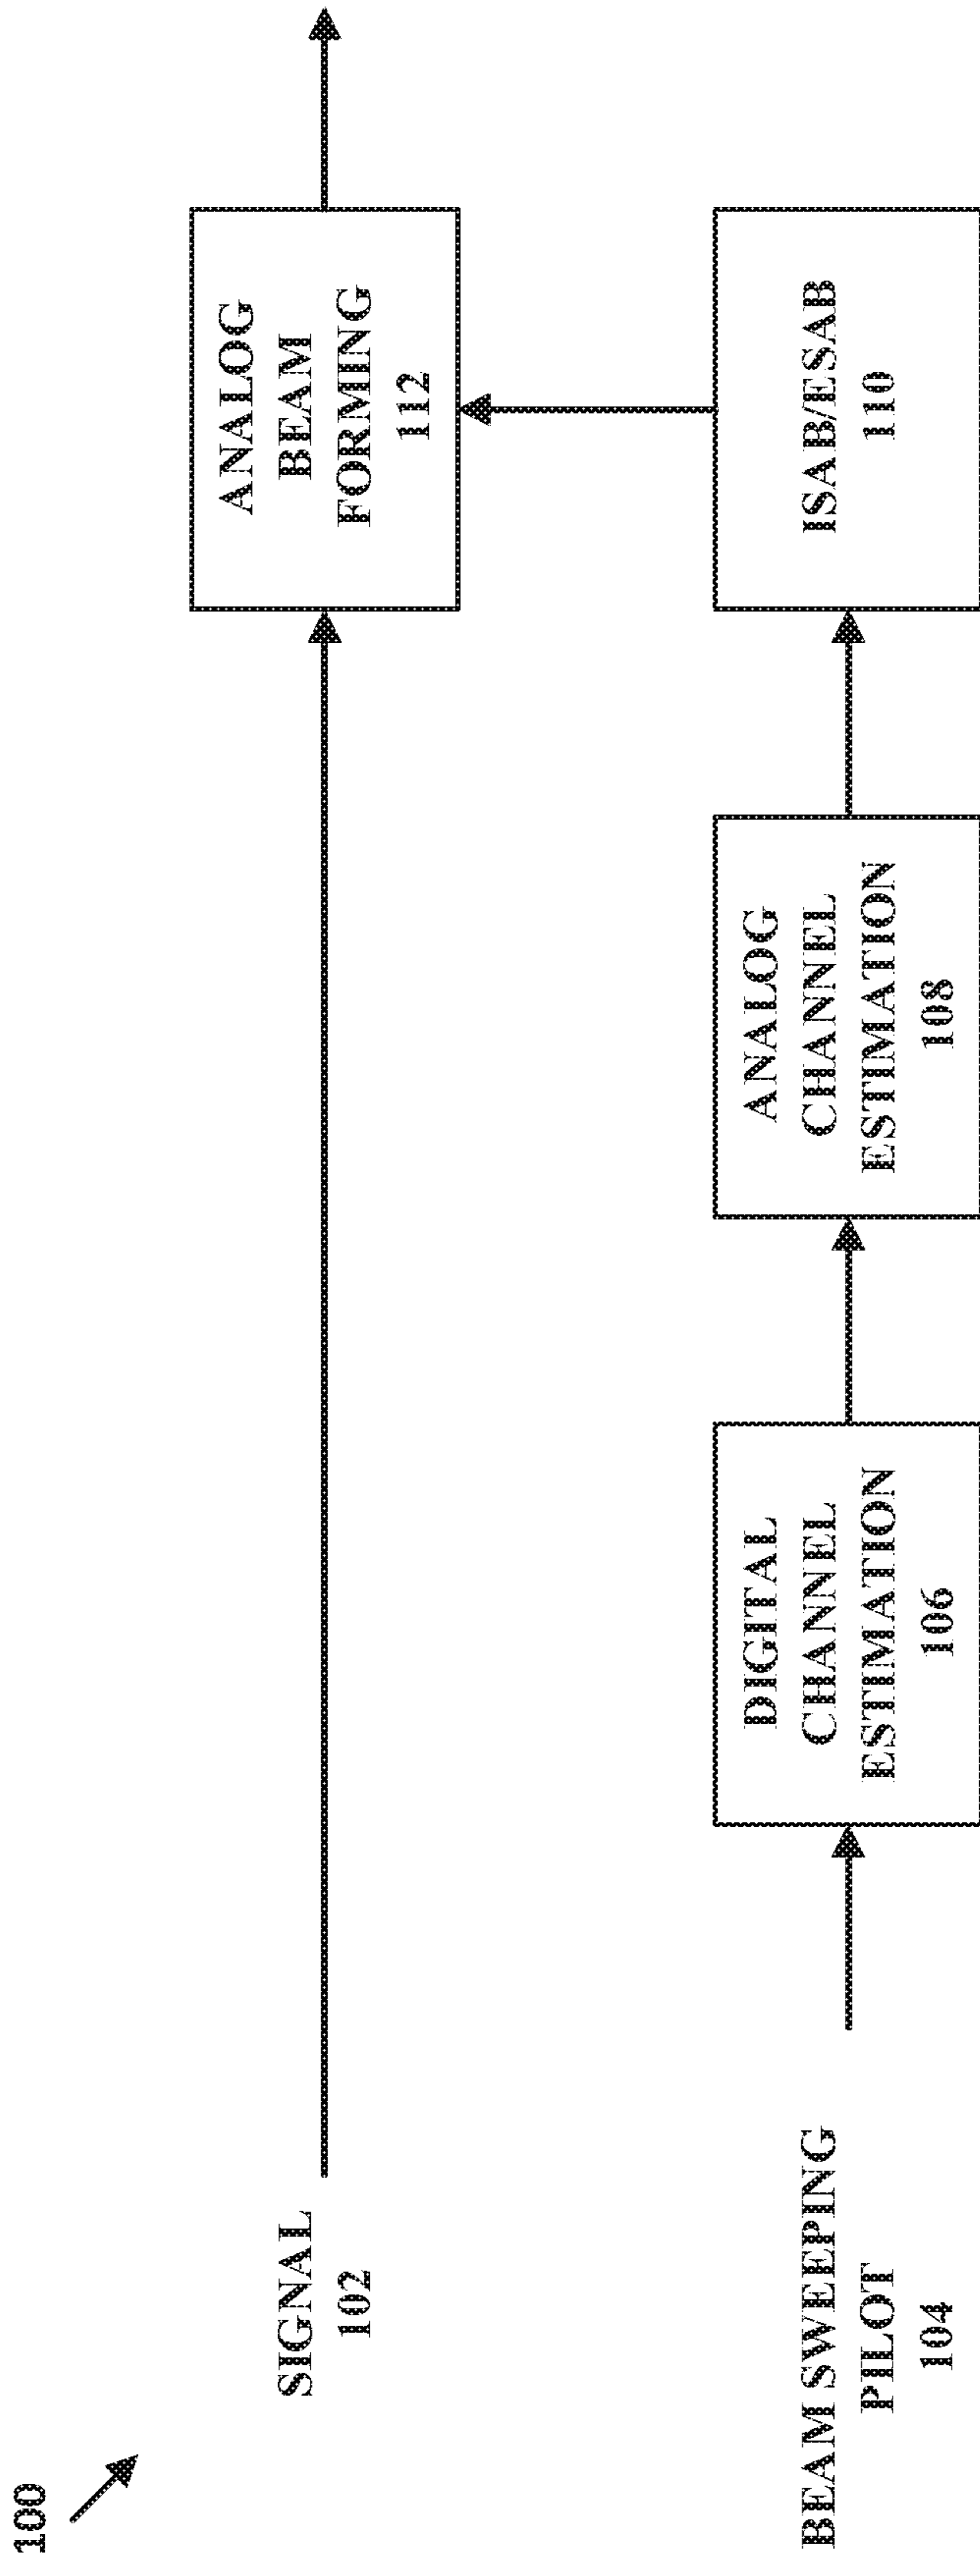 100
SIGNAL
102
ANALOG
BEAM
FORMING
112
BEAM SWEEPING
PILOT
104
DIGITAL
CHANNEL
ESTIMATION
106
ANALOG
CHANNEL
ESTIMATION
108
ISAB/ESAB
110